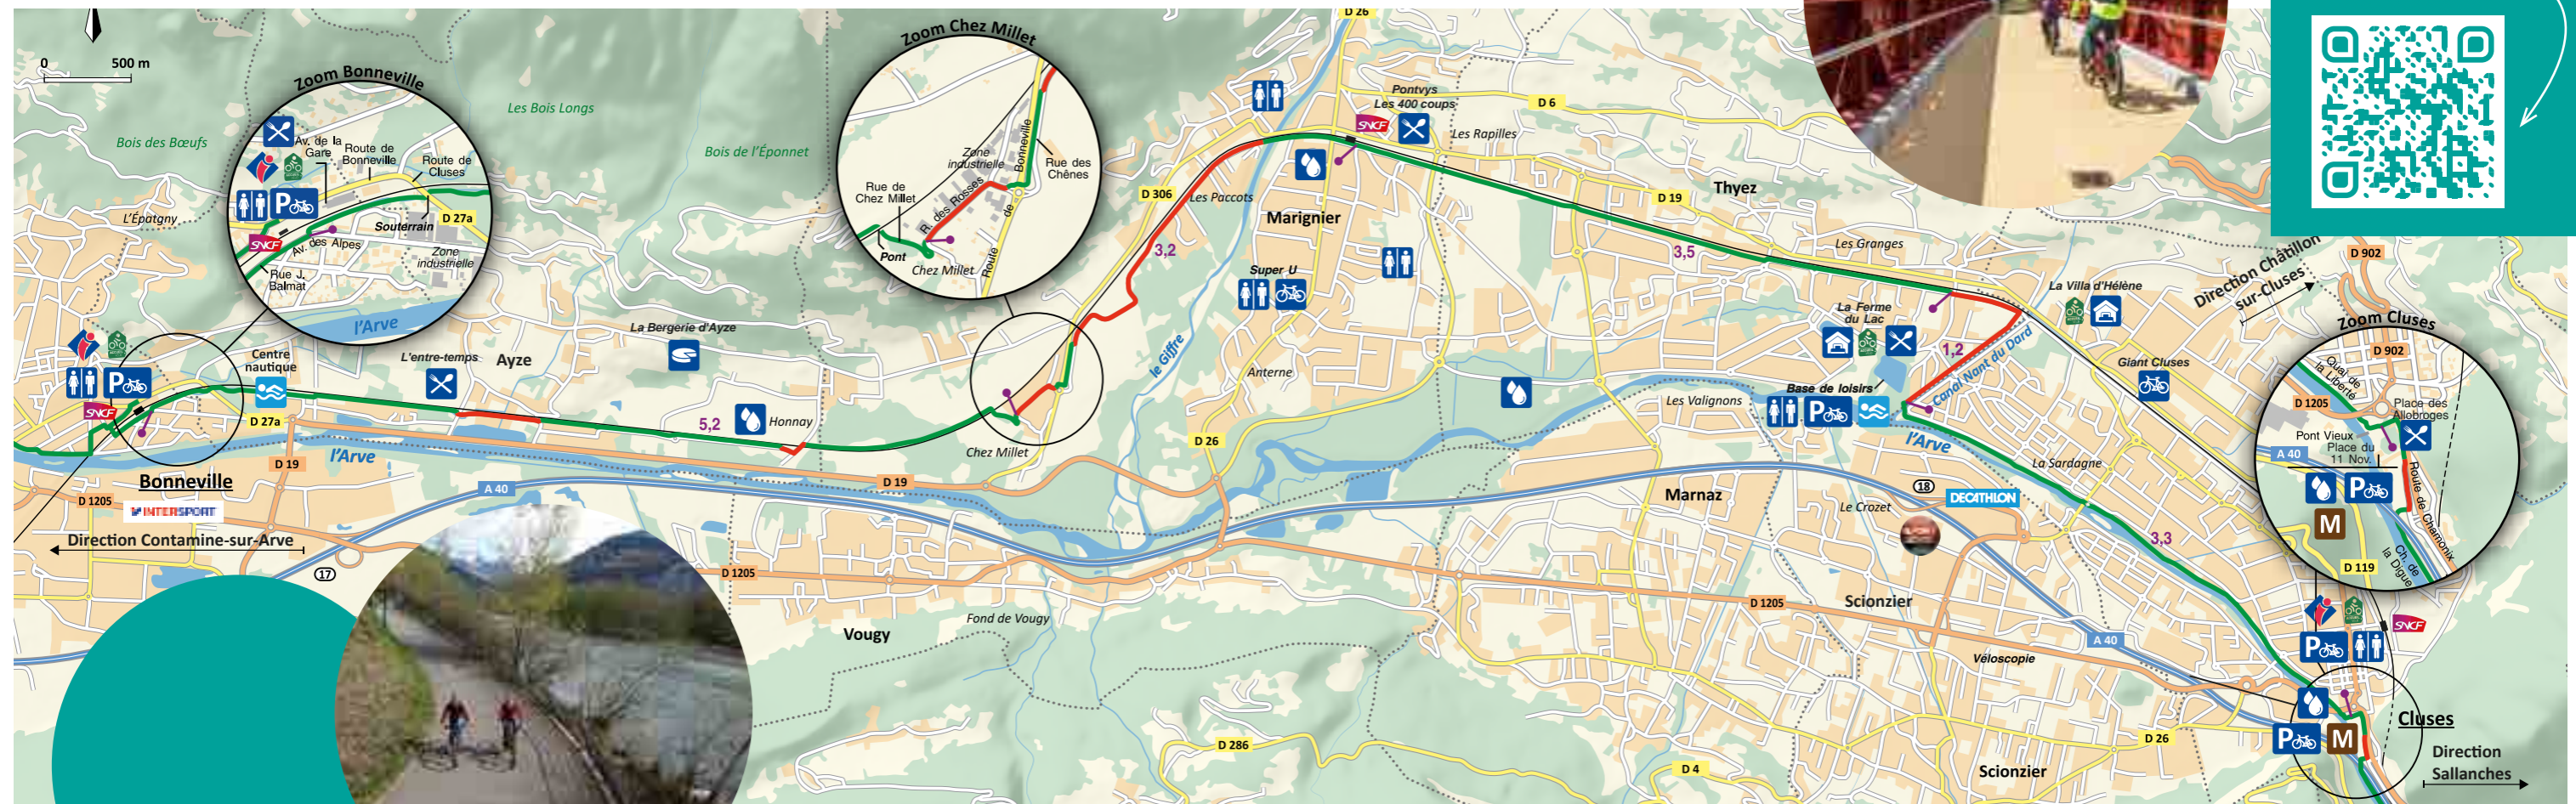 D 26
0 500 m
Zoom Bonneville
Av. de la
Gare
Route de
Bonneville
Route de
Cluses
D 27a
Souterrain
SNCF
Av. des Alpes
Zone
industrielle
Rue J.
Balmat
l'Arve
P
Les Bois Longs
Bois des Bœufs
L'Épatgny
Bois de l'Éponnet
Zoom Chez Millet
Zone
industrielle
Route de Bonneville
Rue des
Chênes
Rue de
Chez Millet
R. des Rosses
Pont
Chez Millet
D 306
Les Paccots
3,2
Marignier
Pontvys
Les 400 coups
SNCF
D 6
Les Rapilles
D 19
Thyez
3,5
Les Granges
Super U
le Giffre
Anterne
La Villa d'Hélène
La Ferme
du Lac
1,2
Canal Nant du Dard
Giant Cluses
Base de loisirs
P
Les Valignons
l'Arve
La Sardagne
Direction Châtillon
sur-Cluses
D 902
Zoom Cluses
D 902
Quai de
la Liberté
D 1205
Place des
Allobroges
Pont Vieux
Place du
11 Nov.
A 40
P
M
Route de Chamonix
Ch. de
la Digue
D 119
P
SNCF
Centre
nautique
D 27a
L'entre-temps
Ayze
La Bergerie d'Ayze
5,2
Honnay
Chez Millet
D 26
D 19
D 19
l'Arve
A 40
Bonneville
D 1205
INTERSPORT
Direction Contamine-sur-Arve
17
D 1205
Vougy
Fond de Vougy
Marnaz
18
DECATHLON
Le Crozet
3,3
D 1205
Scionzier
A 40
Véloscopie
SNCF
P
P
M
Cluses
D 26
D 286
D 4
Scionzier
Direction
Sallanches